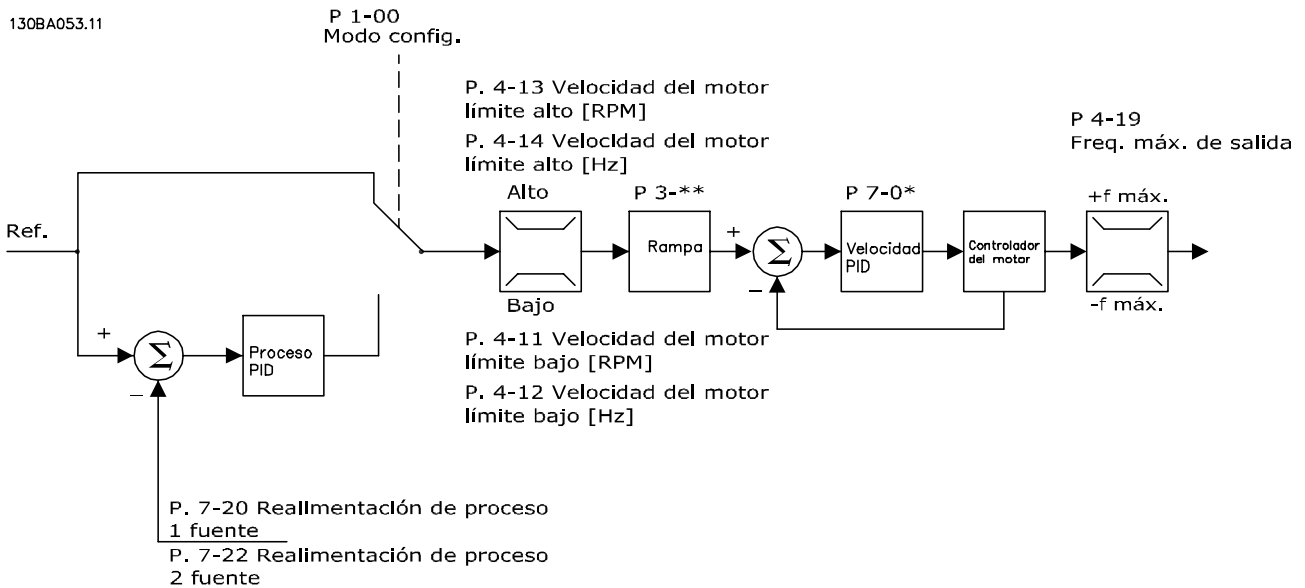 130BA053.11
P 1-00
Modo config.
P. 4-13 Velocidad del motor
límite alto [RPM]
P. 4-14 Velocidad del motor
límite alto [Hz]
P 4-19
Freq. máx. de salida
Alto
P 3-**
P 7-0*
+f máx.
Ref.
+
Rampa
Σ
Velocidad
PID
Controlador
del motor
−
Bajo
-f máx.
+
Σ
Proceso
PID
−
P. 4-11 Velocidad del motor
límite bajo [RPM]
P. 4-12 Velocidad del motor
límite bajo [Hz]
P. 7-20 Realimentación de proceso
1 fuente
P. 7-22 Realimentación de proceso
2 fuente